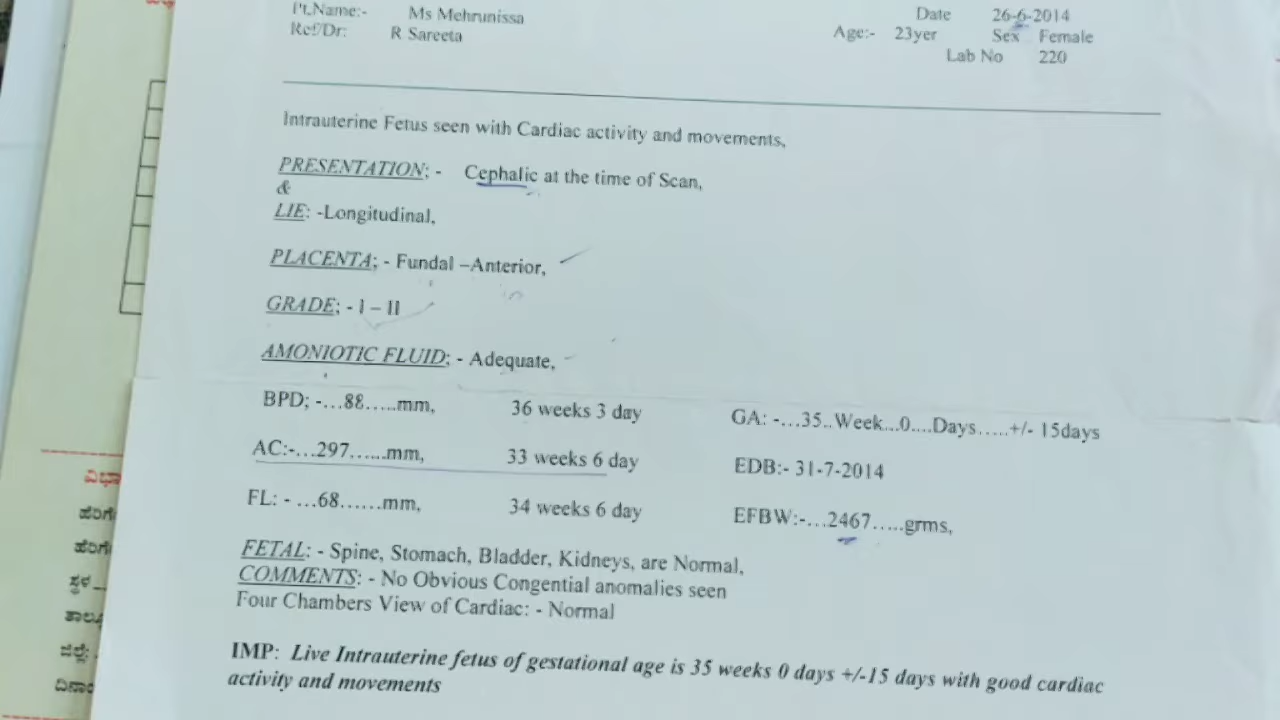 Pt.Name:- Ms Mehrunissa Date 26-6-2014
Ref/Dr: R Sareeta Age:- 23yer Sex Female
Lab No 220
Intrauterine Fetus seen with Cardiac activity and movements,
PRESENTATION; - Cephalic at the time of Scan,
&
LIE: -Longitudinal,
PLACENTA; - Fundal –Anterior,
GRADE; - I – II
AMONIOTIC FLUID; - Adequate,
BPD; -...88.....mm, 36 weeks 3 day GA: -...35..Week...0....Days.....+/- 15days
AC:-...297......mm, 33 weeks 6 day EDB:- 31-7-2014
FL: - ...68......mm, 34 weeks 6 day EFBW:-...2467.....grms,
FETAL: - Spine, Stomach, Bladder, Kidneys, are Normal,
COMMENTS: - No Obvious Congential anomalies seen
Four Chambers View of Cardiac: - Normal
IMP: Live Intrauterine fetus of gestational age is 35 weeks 0 days +/-15 days with good cardiac
activity and movements
ವಿಭಾ
ಹೆರಿಗೆ
ಹೆರಿಗೆ
ಸ್ಥಳ
ತಾಲ್ಲೂ
ಜಿಲ್ಲೆ:
ದಿನಾಂ